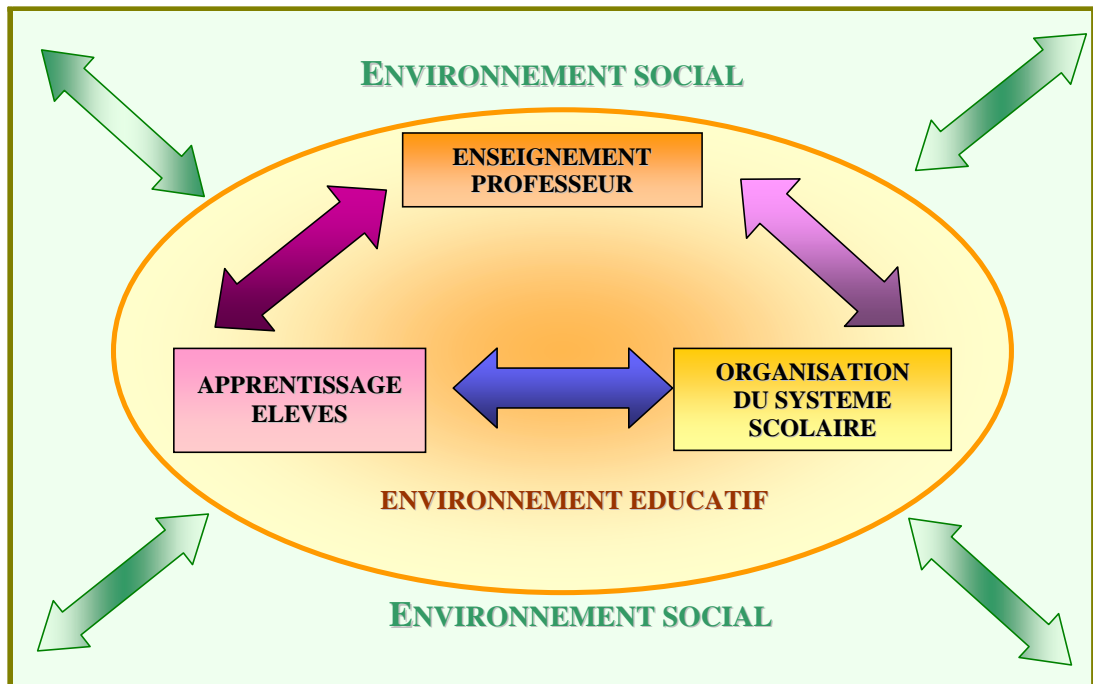 ENVIRONNEMENT SOCIAL
ENSEIGNEMENT
PROFESSEUR
APPRENTISSAGE
ELEVES
ORGANISATION
DU SYSTEME
SCOLAIRE
ENVIRONNEMENT EDUCATIF
ENVIRONNEMENT SOCIAL